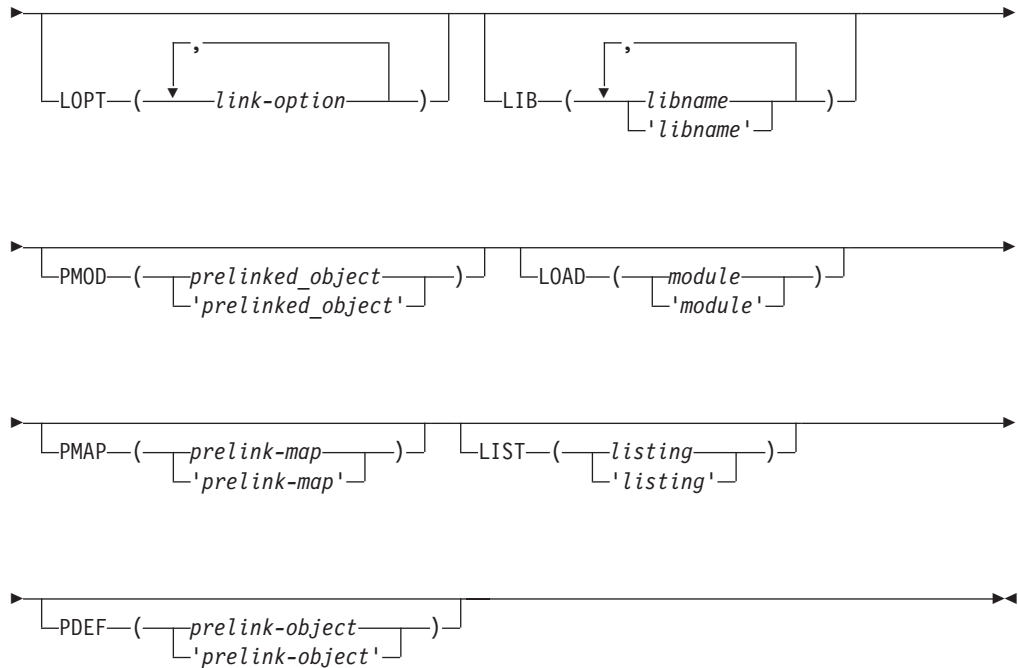 ,
,
LOPT ( link-option ) LIB ( libname )
'libname'
PMOD ( prelinked_object ) LOAD ( module )
'prelinked_object' 'module'
PMAP ( prelink-map ) LIST ( listing )
'prelink-map' 'listing'
PDEF ( prelink-object )
'prelink-object'